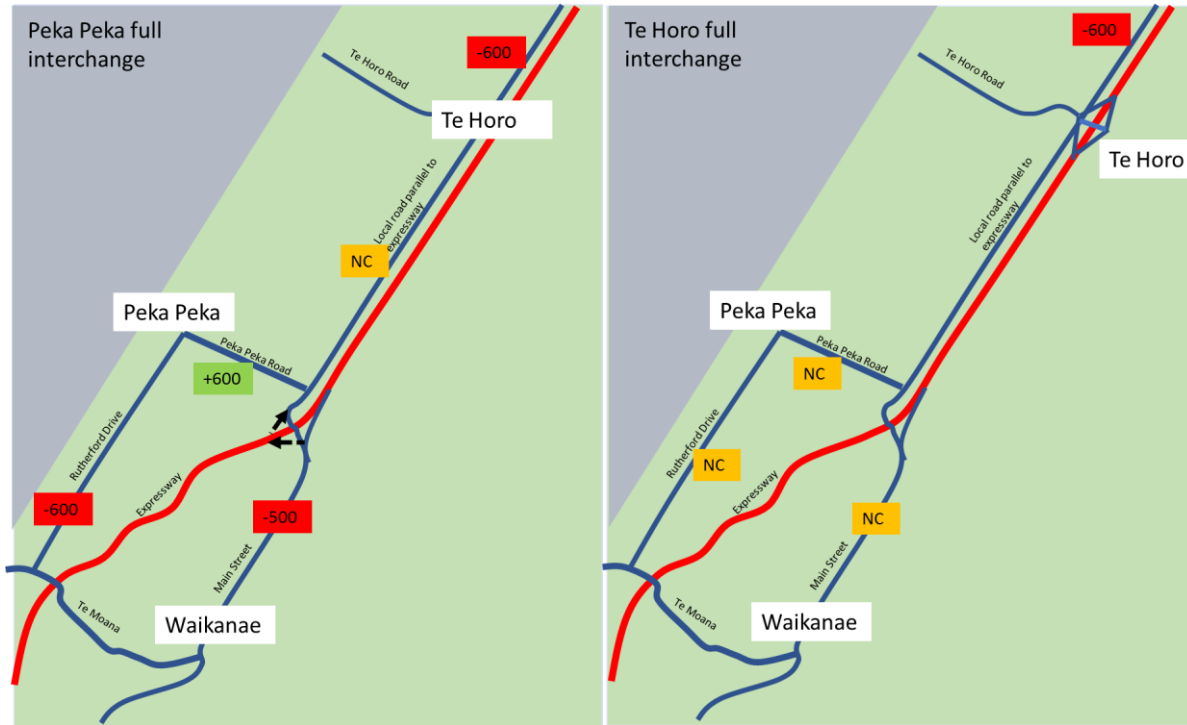 Peka Peka full
interchange
-600
Te Horo Road
Te Horo
Local road parallel to
expressway
NC
Peka Peka
Peka Peka Road
+600
Rutherford Drive
Expressway
-600
-500
Main Street
Te Moana
Waikanae
Te Horo full
interchange
-600
Te Horo Road
Te Horo
Local road parallel to
expressway
Peka Peka
Peka Peka Road
NC
Rutherford Drive
NC
Expressway
NC
Main Street
Te Moana
Waikanae